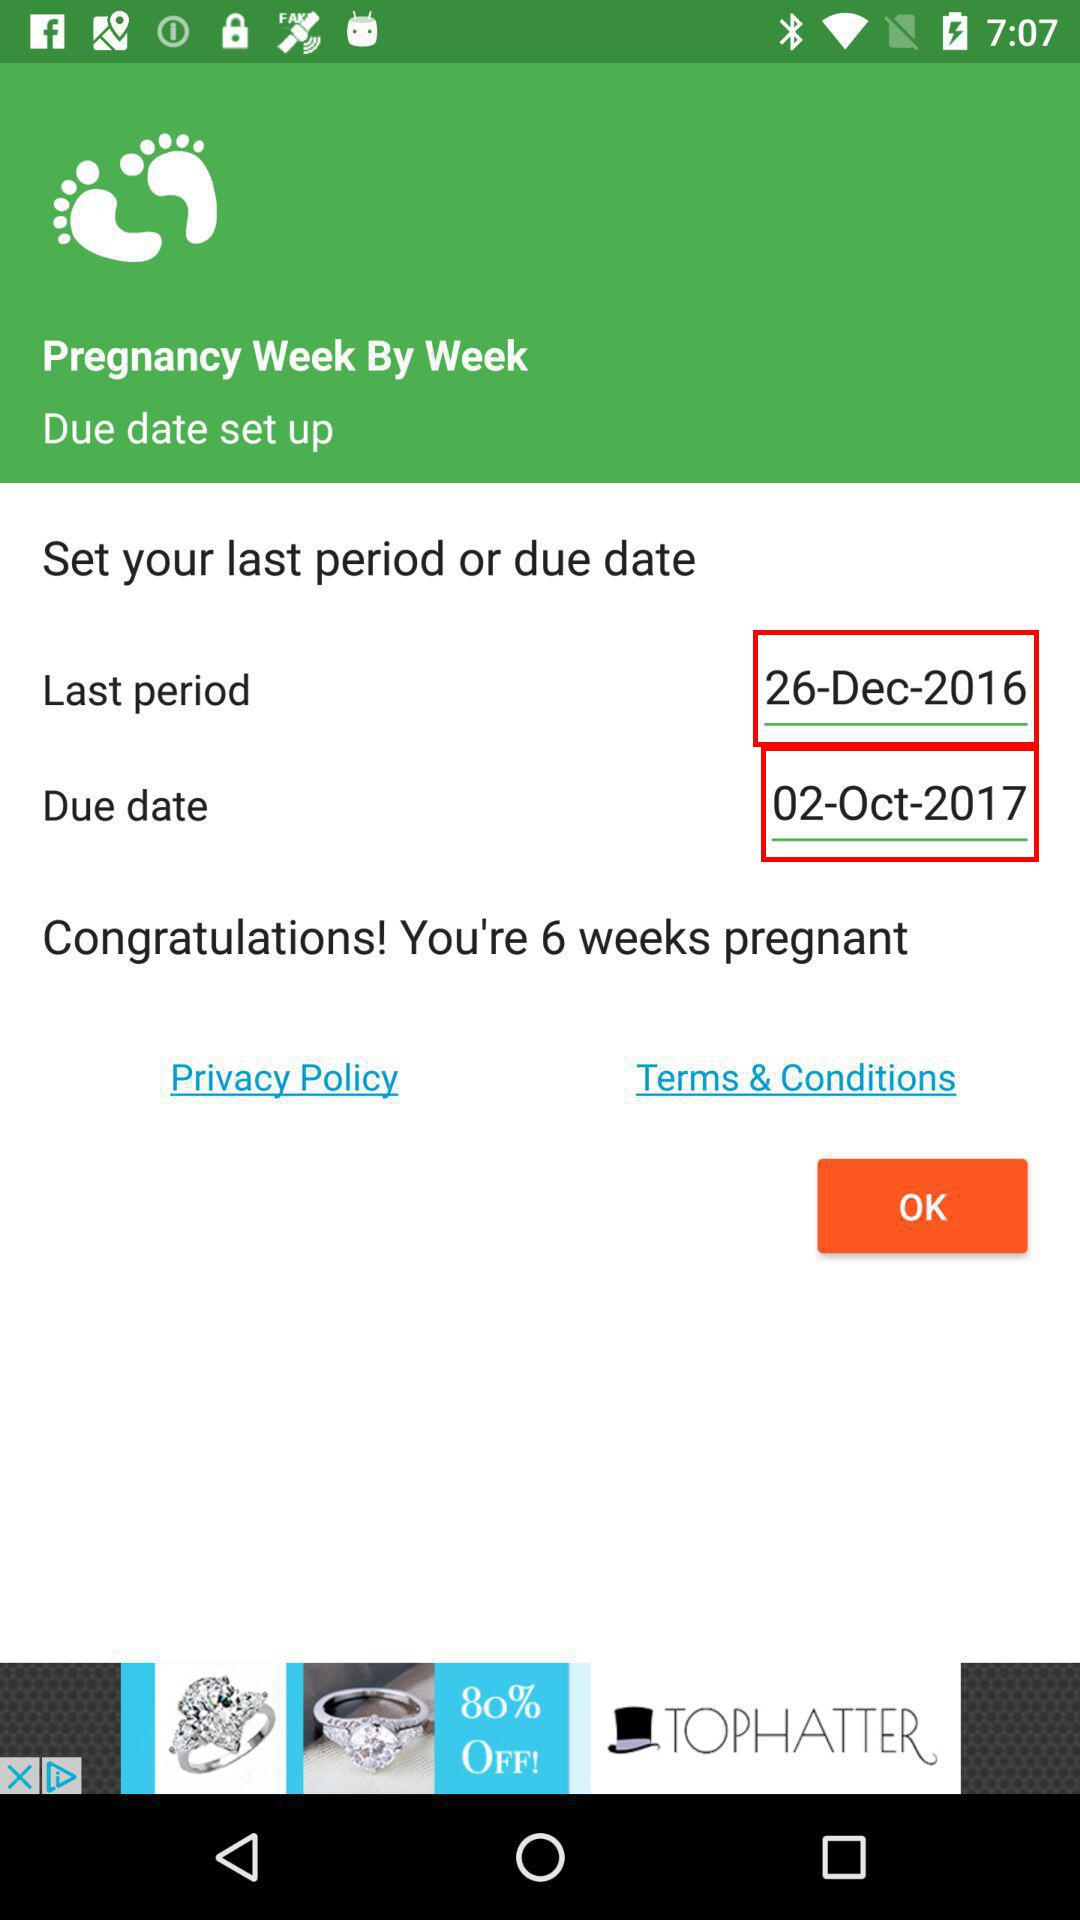 FAKE
7:07
Pregnancy Week By Week
Due date set up
Set your last period or due date
Last period 26-Dec-2016
Due date 02-Oct-2017
Congratulations! You're 6 weeks pregnant
Privacy Policy Terms & Conditions
OK
80%
OFF!
TOPHATTER